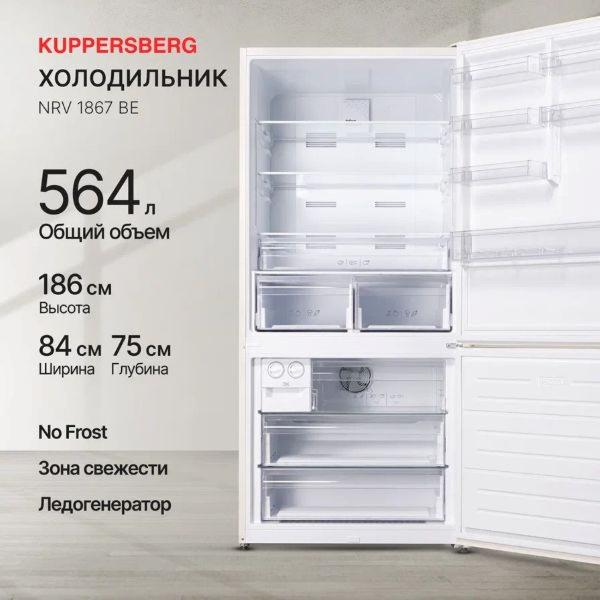 KUPPERSBERG
ХОЛОДИЛЬНИК
NRV 1867 BE
564 л
Общий объем
186 см
Высота
84 см 75 см
Ширина Глубина
No Frost
Зона свежести
Ледогенератор